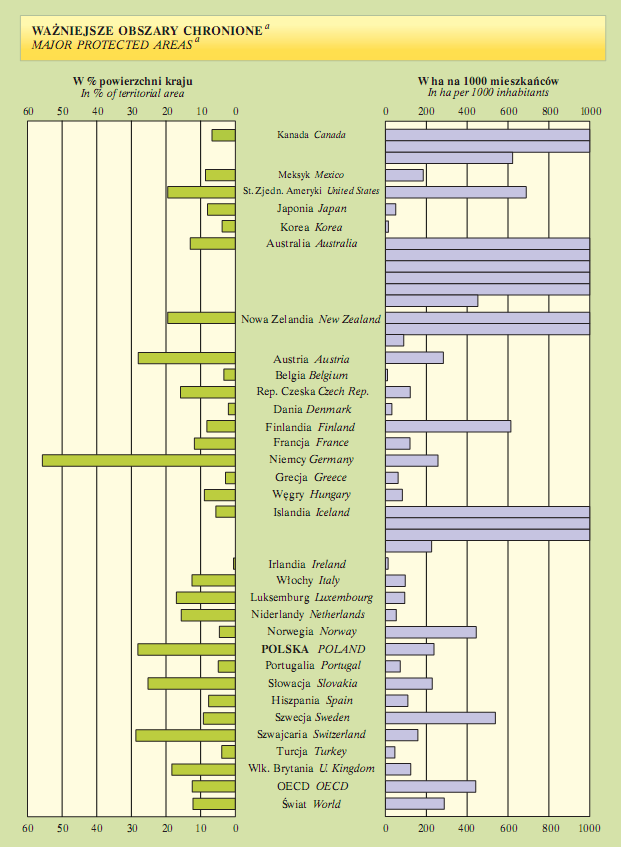 WAŻNIEJSZE OBSZARY CHRONIONE a
MAJOR PROTECTED AREAS a
W % powierzchni kraju
In % of territorial area
W ha na 1000 mieszkańców
In ha per 1000 inhabitants
60 50 40 30 20 10 0
0 200 400 600 800 1000
Kanada Canada
Meksyk Mexico
St. Zjedn. Ameryki United States
Japonia Japan
Korea Korea
Australia Australia
Nowa Zelandia New Zealand
Austria Austria
Belgia Belgium
Rep. Czeska Czech Rep.
Dania Denmark
Finlandia Finland
Francja France
Niemcy Germany
Grecja Greece
Węgry Hungary
Islandia Iceland
Irlandia Ireland
Włochy Italy
Luksemburg Luxembourg
Niderlandy Netherlands
Norwegia Norway
POLSKA POLAND
Portugalia Portugal
Słowacja Slovakia
Hiszpania Spain
Szwecja Sweden
Szwajcaria Switzerland
Turcja Turkey
Wlk. Brytania U. Kingdom
OECD OECD
Świat World
60 50 40 30 20 10 0
0 200 400 600 800 1000